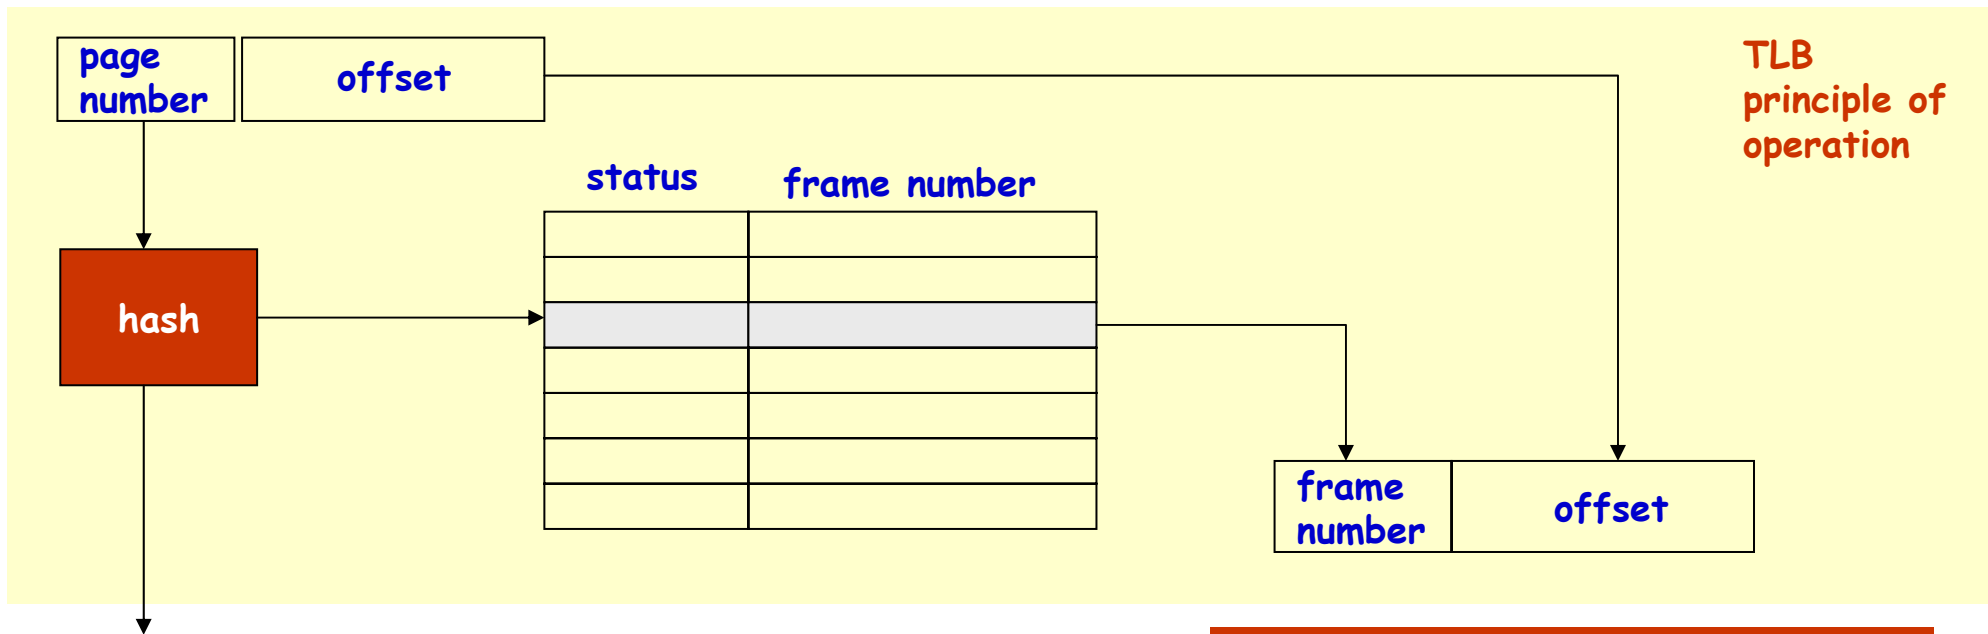 page
number
offset
TLB
principle of
operation
status
frame number
hash
frame
number
offset